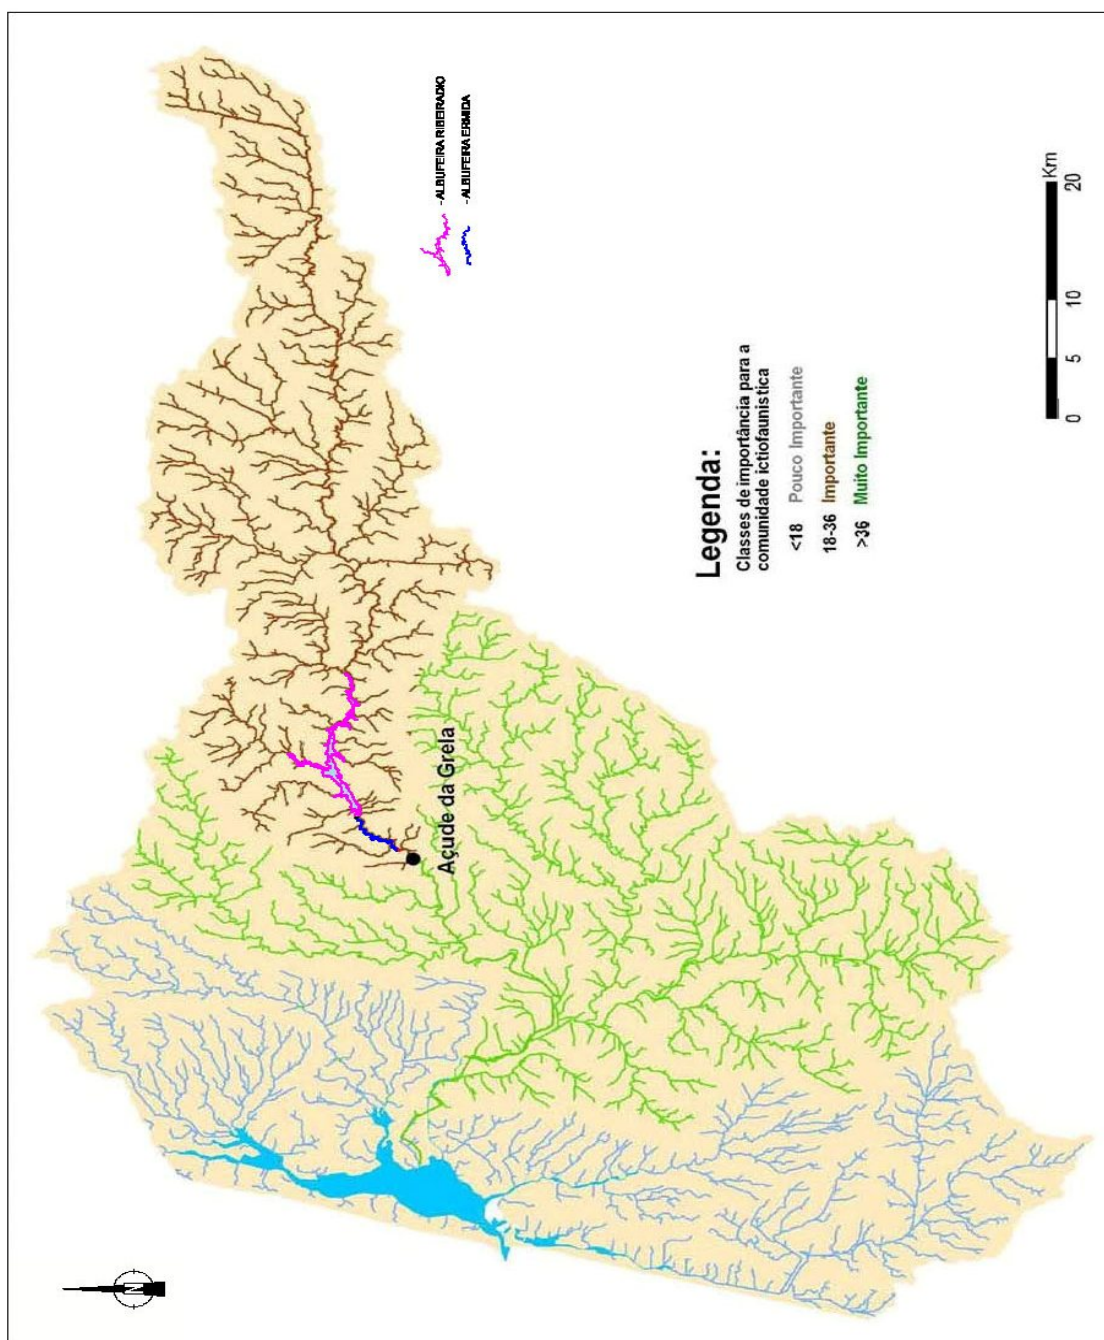 - ALBUFEIRA RIBEIRADIO
- ALBUFEIRA ERMIDA
Açude da Grela
Legenda:
Classes de importância para a
comunidade ictiofaunistica
<18 Pouco Importante
18-36 Importante
>36 Muito Importante
0 5 10 20
Km
N